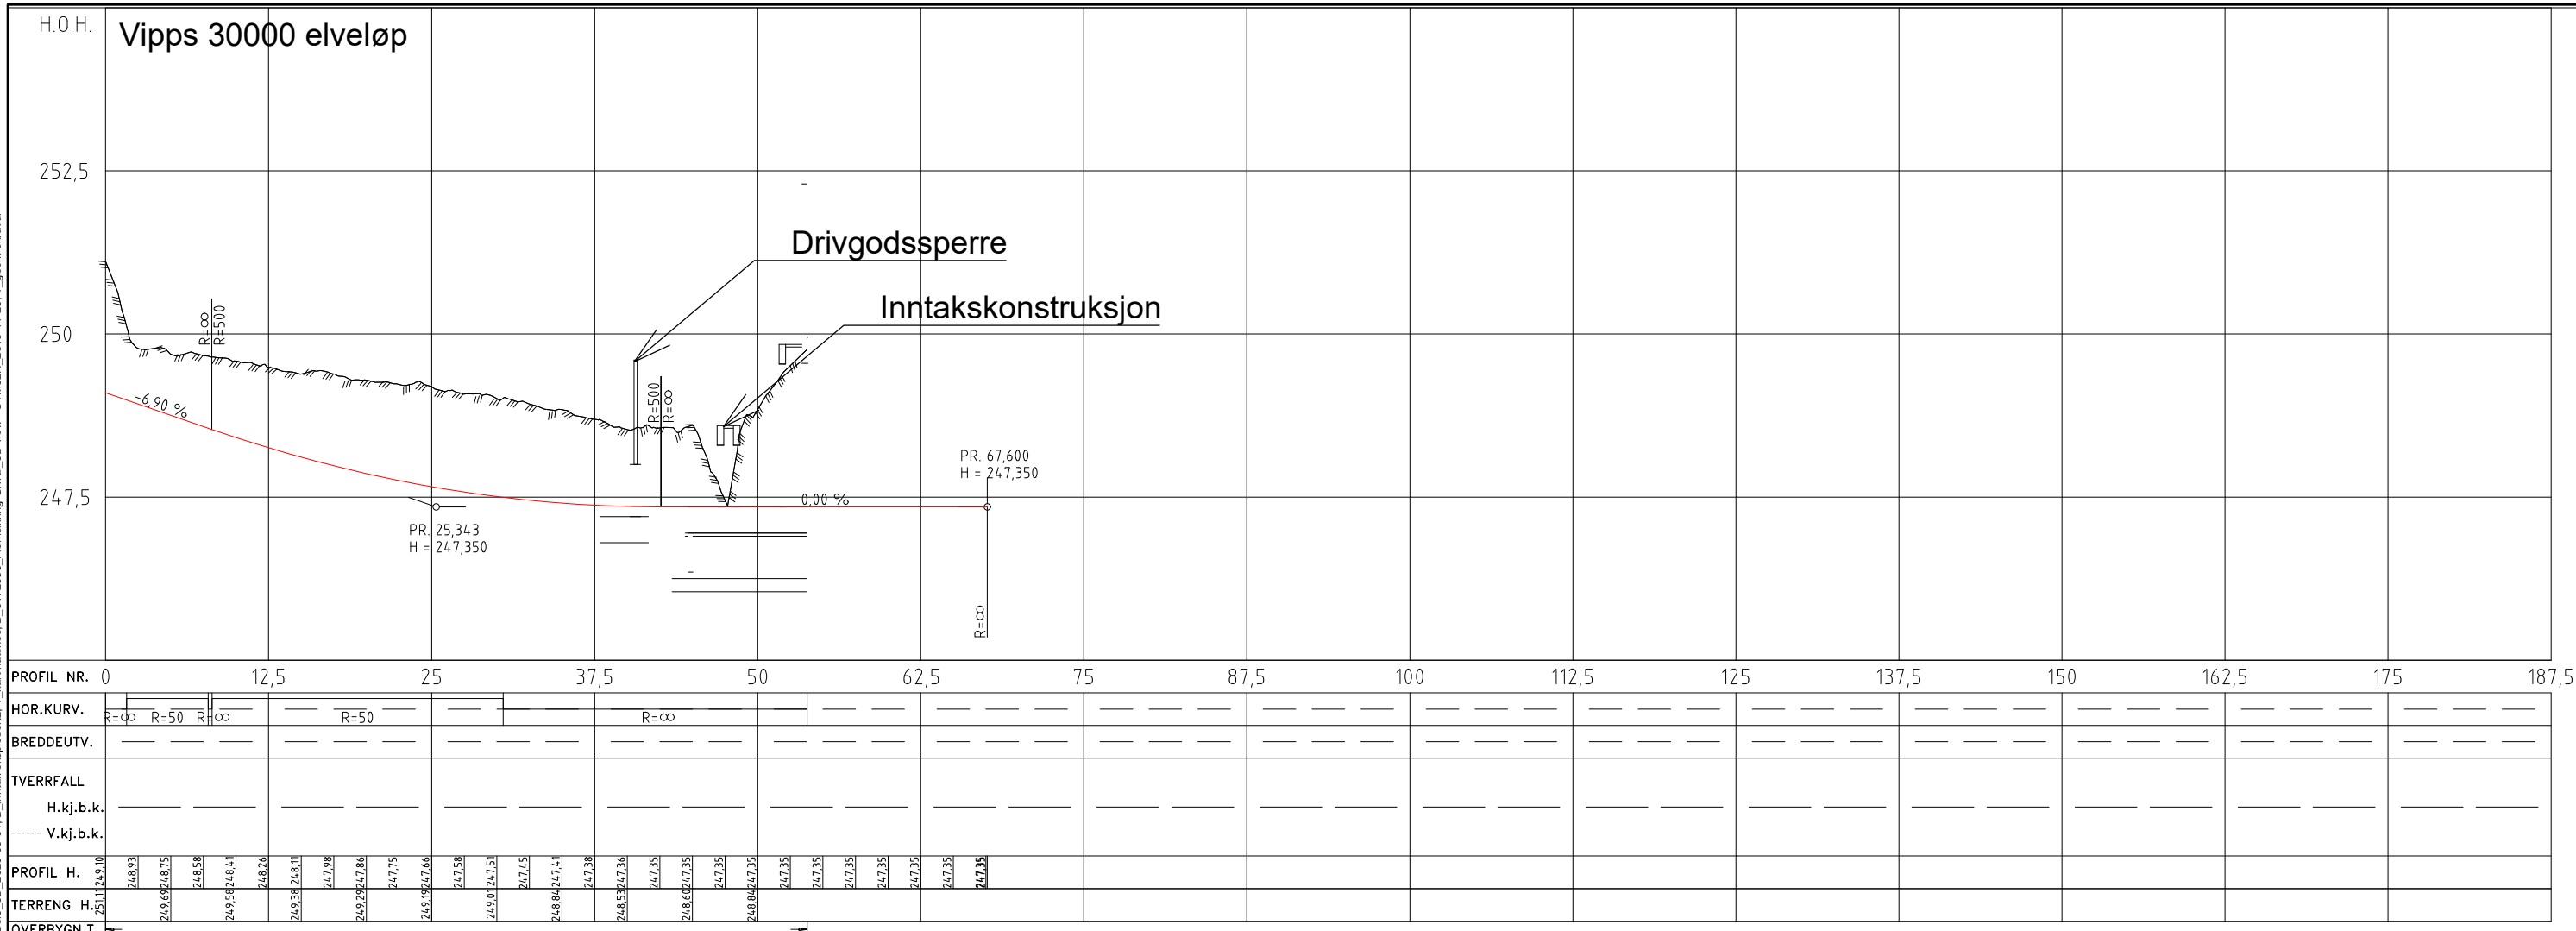 H.O.H.
Vipps 30000 elveløp
252,5
Drivgodssperre
Inntakskonstruksjon
250
R=∞
R=500
-6,90 %
R=500
R=∞
PR. 67,600
H = 247,350
247,5
0,00 %
PR. 25,343
H = 247,350
R=∞
PROFIL NR. 0 12,5 25 37,5 50 62,5 75 87,5 100 112,5 125 137,5 150 162,5 175 187,5
HOR.KURV. R=∞ R=50 R=∞ R=50 R=∞
BREDDEUTV.
TVERRFALL
H.kj.b.k.
---- V.kj.b.k.
PROFIL H. 249,10 248,93 248,75 248,58 248,41 248,26 248,11 247,98 247,86 247,75 247,66 247,58 247,51 247,45 247,41 247,38 247,36 247,35 247,35 247,35 247,35 247,35 247,35 247,35 247,35 247,35 247,35 247,35
TERRENG H. 251,11 249,69 249,58 249,38 249,29 249,19 249,01 248,84 248,53 248,60 248,84
OVERBYGN.T.